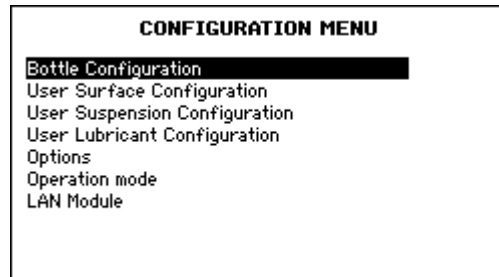 CONFIGURATION MENU
Bottle Configuration
User Surface Configuration
User Suspension Configuration
User Lubricant Configuration
Options
Operation mode
LAN Module